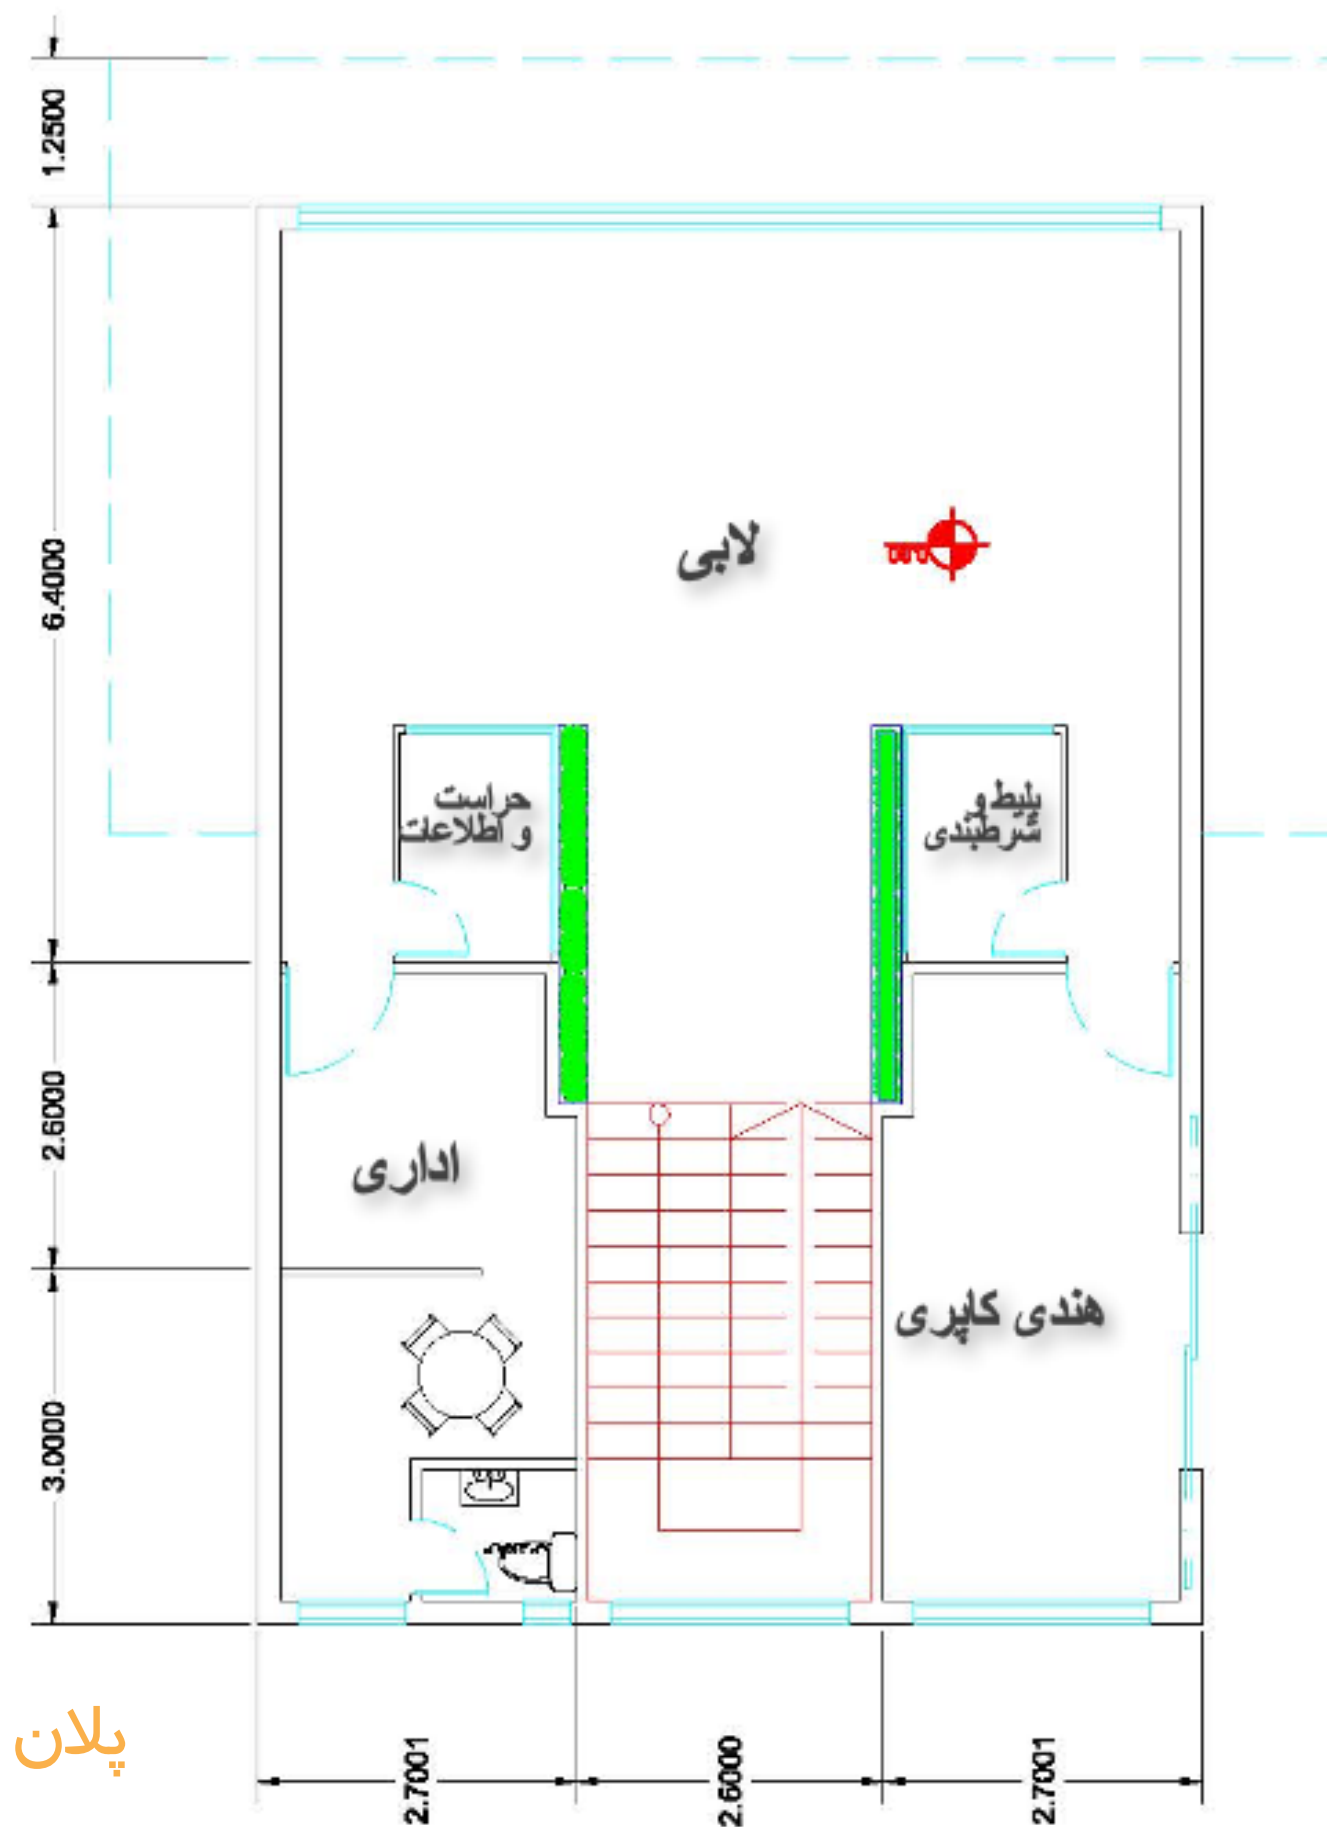 1.2500
6.4000
لابی
حراست
و اطلاعات
بلیط و
شرطبندی
2.6000
اداری
هندی کاپری
3.0000
2.7001
2.6000
2.7001
پلان